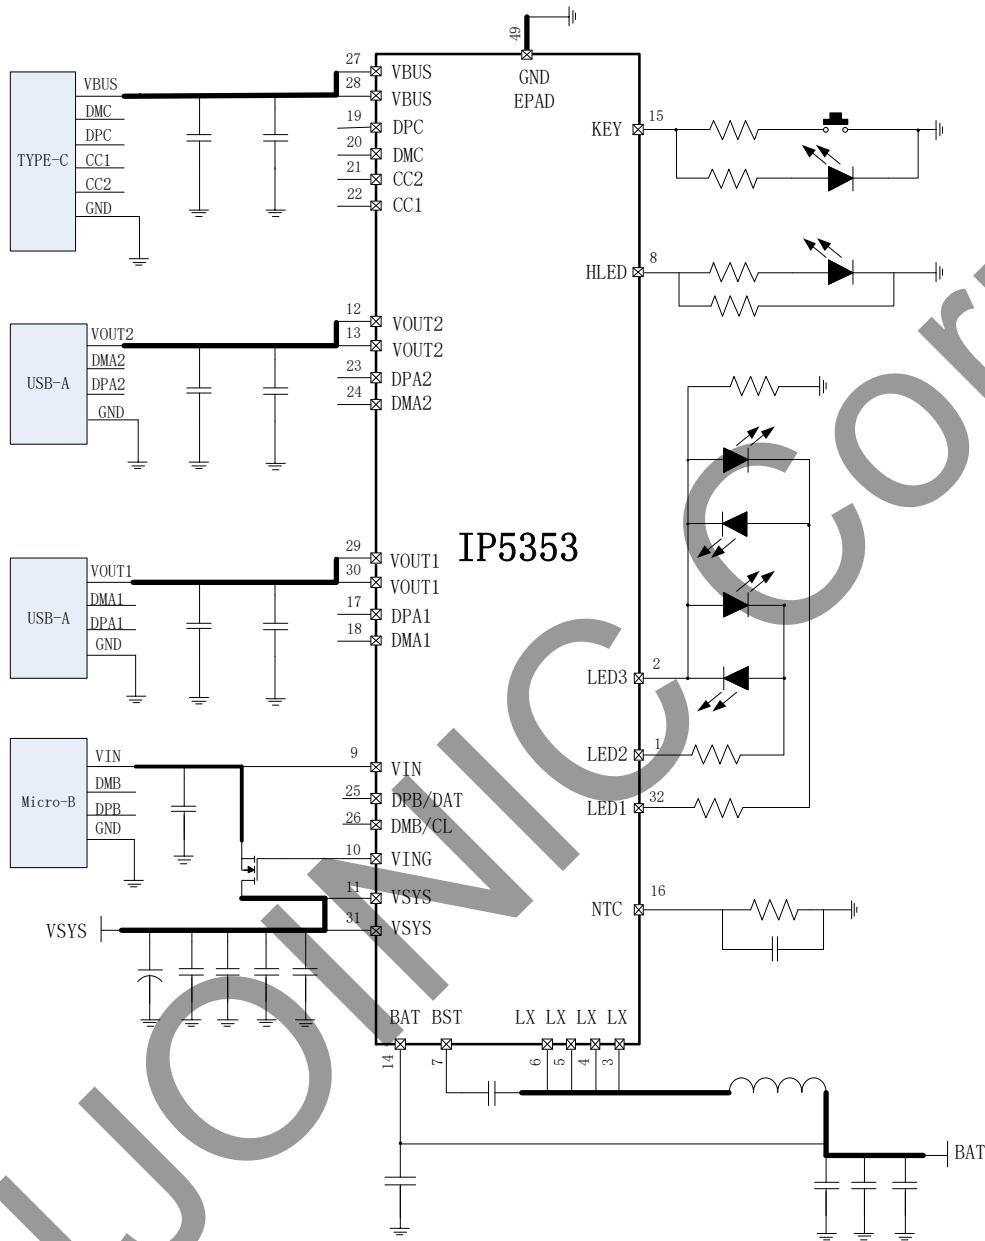 49
GND
EPAD
TYPE-C
VBUS
DMC
DPC
CC1
CC2
GND
27
VBUS
28
VBUS
19
DPC
20
DMC
21
CC2
22
CC1
KEY
15
HLED
8
USB-A
VOUT2
DMA2
DPA2
GND
12
VOUT2
13
VOUT2
23
DPA2
24
DMA2
IP5353
USB-A
VOUT1
DMA1
DPA1
GND
29
VOUT1
30
VOUT1
17
DPA1
18
DMA1
LED3
2
LED2
1
LED1
32
Micro-B
VIN
DMB
DPB
GND
9
VIN
25
DPB/DAT
26
DMB/CL
10
VING
11
VSYS
31
VSYS
VSYS
NTC
16
BAT BST
LX LX LX LX
14
7
6
5
4
3
BAT
UOINIC Cor